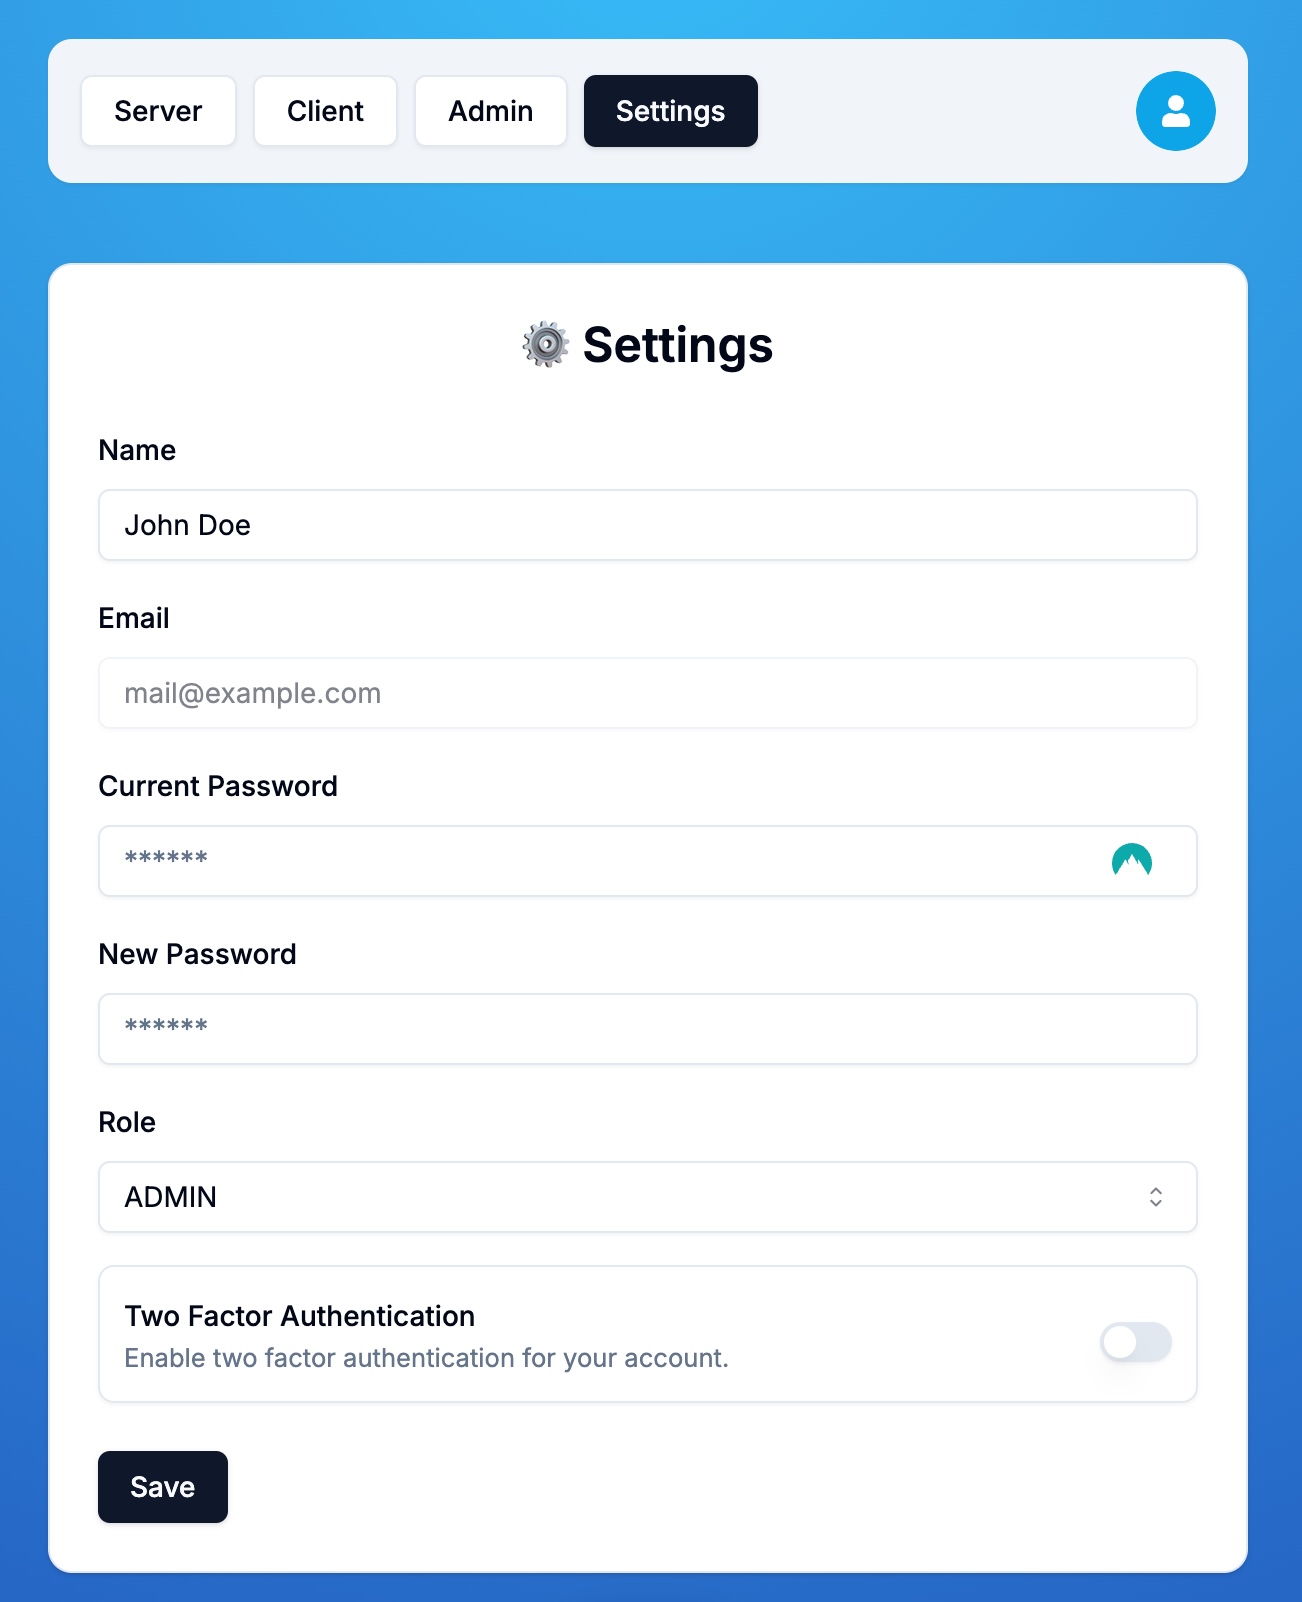 Server Client Admin Settings
⚙️ Settings
Name
John Doe
Email
mail@example.com
Current Password
******
New Password
******
Role
ADMIN
Two Factor Authentication
Enable two factor authentication for your account.
Save